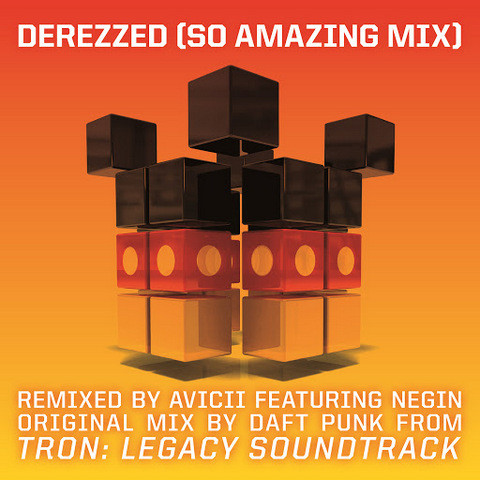 DEREZZED (SO AMAZING MIX)
REMIXED BY AVICII FEATURING NEGIN
ORIGINAL MIX BY DAFT PUNK FROM
TRON: LEGACY SOUNDTRACK